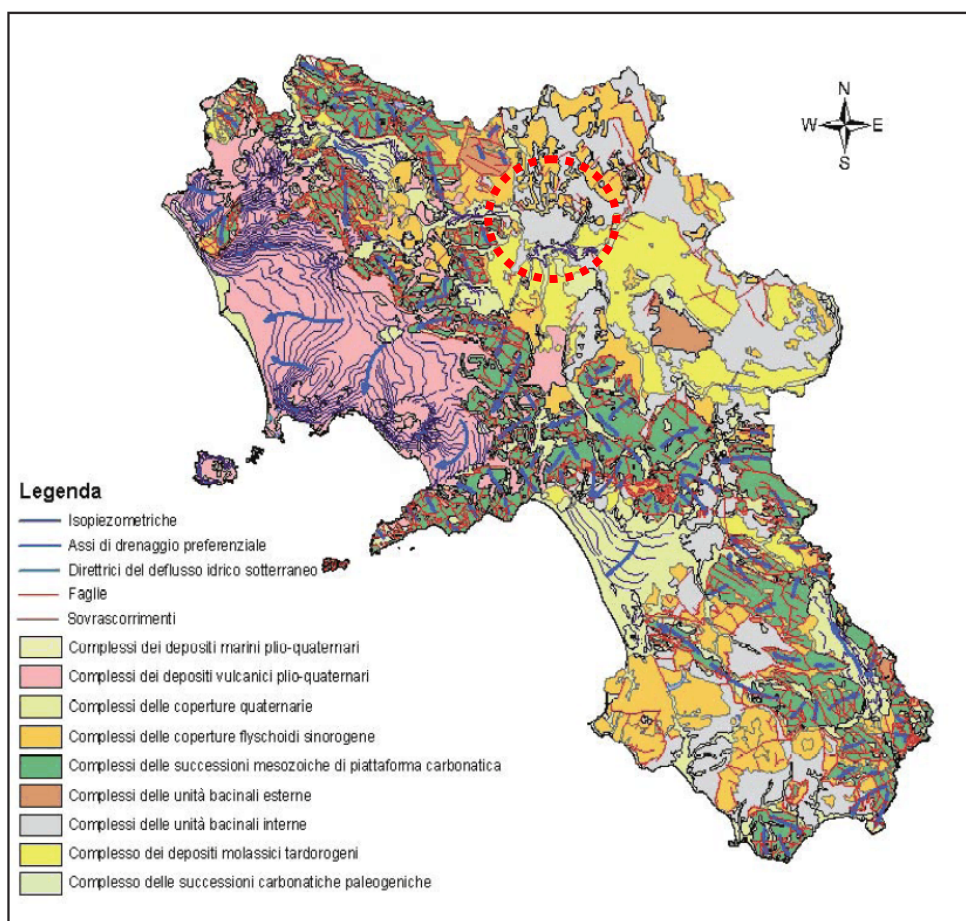 N
W E
S
Legenda
Isopiezometriche
Assi di drenaggio preferenziale
Direttrici del deflusso idrico sotterraneo
Faglie
Sovrascorrimenti
Complessi dei depositi marini plio-quaternari
Complessi dei depositi vulcanici plio-quaternari
Complessi delle coperture quaternarie
Complessi delle coperture flyschoidi sinorogene
Complessi delle successioni mesozoiche di piattaforma carbonatica
Complessi delle unità bacinali esterne
Complessi delle unità bacinali interne
Complesso dei depositi molassici tardorogeni
Complesso delle successioni carbonatiche paleogeniche